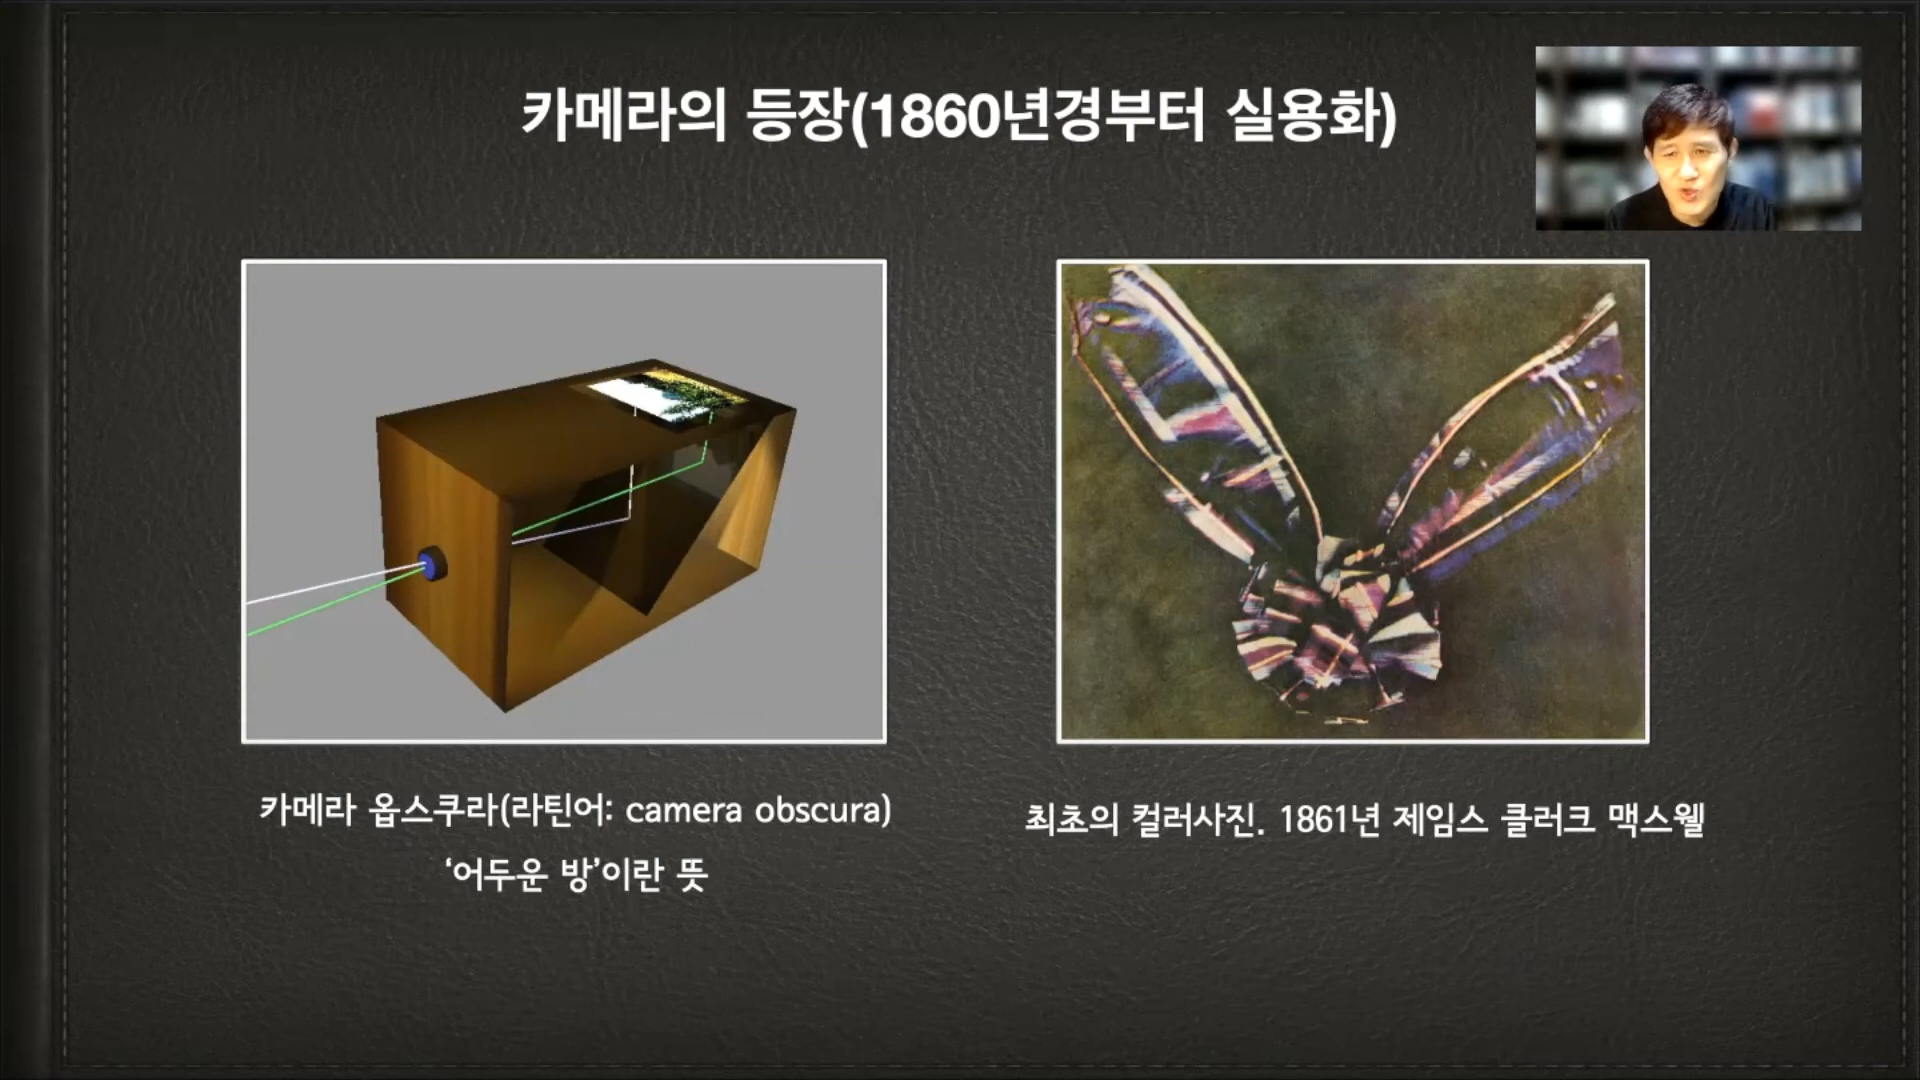 카메라의 등장(1860년경부터 실용화)
카메라 옵스쿠라(라틴어: camera obscura)
‘어두운 방’이란 뜻
최초의 컬러사진. 1861년 제임스 클러크 맥스웰